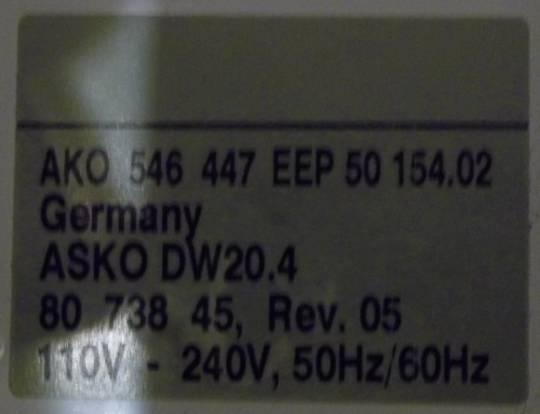 AKO 546 447 EEP 50 154.02
Germany
ASKO DW20.4
80 738 45, Rev. 05
110V - 240V, 50Hz/60Hz